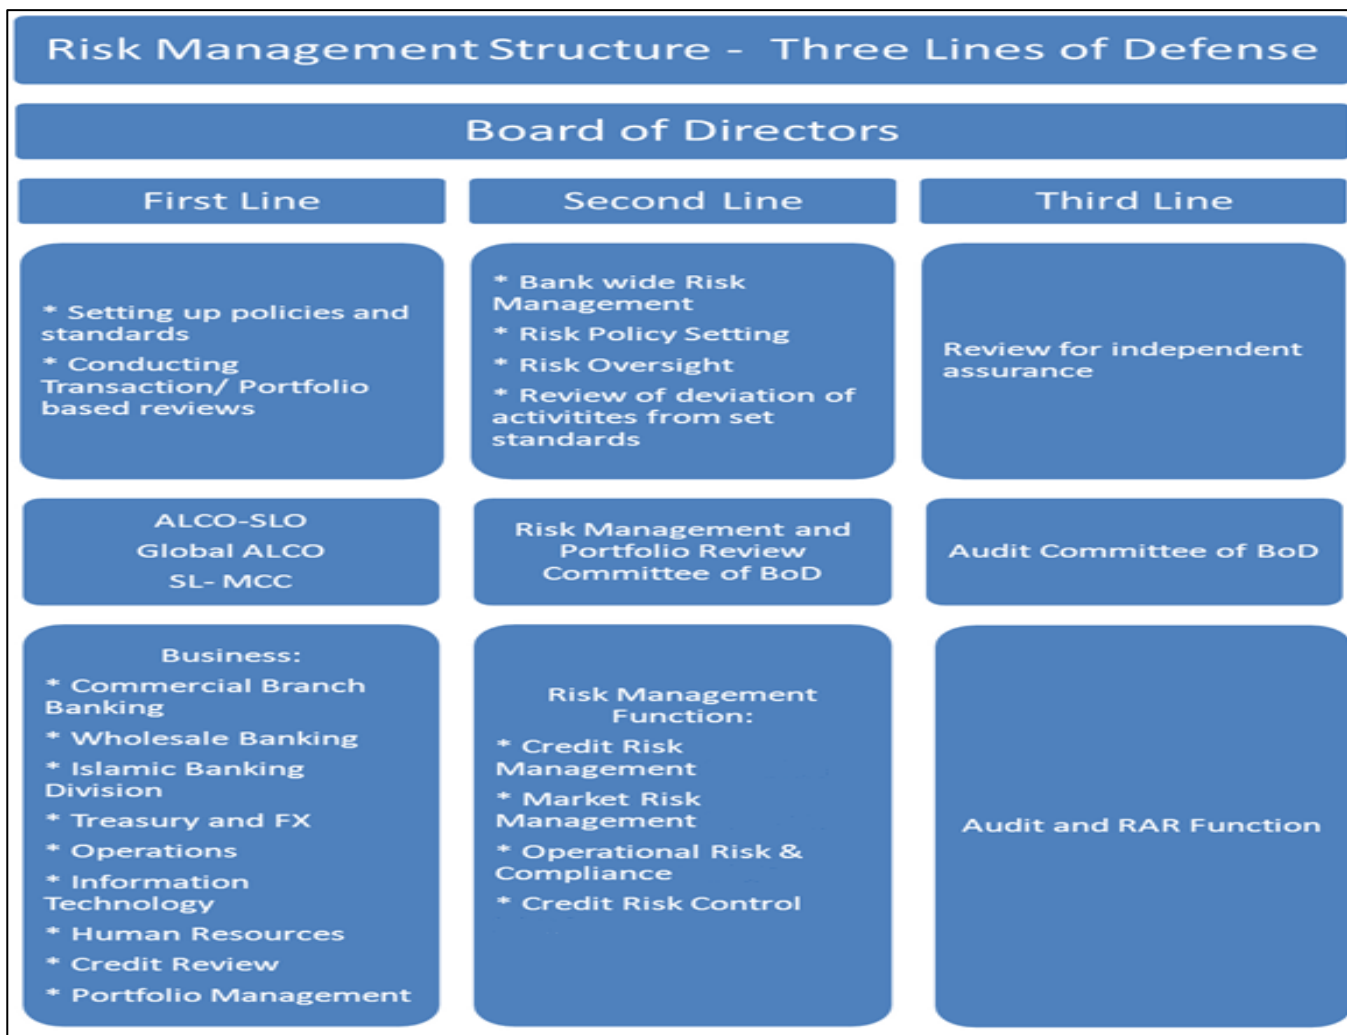 Risk Management Structure - Three Lines of Defense
Board of Directors
First Line
Second Line
Third Line
* Setting up policies and
standards
* Conducting
Transaction/ Portfolio
based reviews
* Bank wide Risk
Management
* Risk Policy Setting
* Risk Oversight
* Review of deviation of
activitites from set
standards
Review for independent
assurance
ALCO-SLO
Global ALCO
SL- MCC
Risk Management and
Portfolio Review
Committee of BoD
Audit Committee of BoD
Business:
* Commercial Branch
Banking
* Wholesale Banking
* Islamic Banking
Division
* Treasury and FX
* Operations
* Information
Technology
* Human Resources
* Credit Review
* Portfolio Management
Risk Management
Function:
* Credit Risk
Management
* Market Risk
Management
* Operational Risk &
Compliance
* Credit Risk Control
Audit and RAR Function